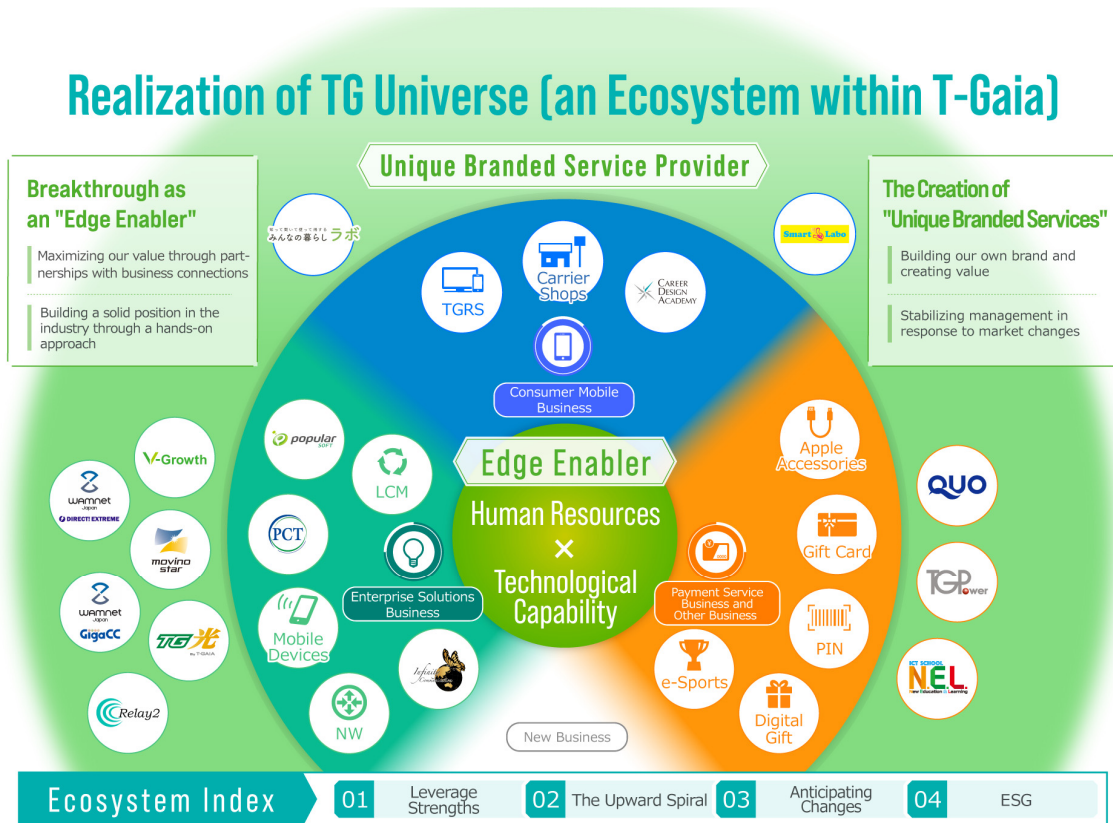 Realization of TG Universe (an Ecosystem within T-Gaia)
Unique Branded Service Provider
Breakthrough as
an "Edge Enabler"
Maximizing our value through part-
nerships with business connections
Building a solid position in the
industry through a hands-on
approach
The Creation of
"Unique Branded Services"
Building our own brand and
creating value
Stabilizing management in
response to market changes
みんなの暮らしラボ
Smart Labo
TGRS
Carrier
Shops
CAREER
DESIGN
ACADEMY
Consumer Mobile
Business
Edge Enabler
Human Resources
×
Technological
Capability
popular
SOFT
LCM
PCT
Enterprise Solutions
Business
Mobile
Devices
Infinity
Communications
NW
V-Growth
wamnet
Japan
DIRECT! EXTREME
movino
star
wamnet
Japan
GigaCC
TG光
By T-GAIA
Relay2
Apple
Accessories
Gift Card
Payment Service
Business and
Other Business
PIN
e-Sports
Digital
Gift
New Business
QUO
TGPower
ICT SCHOOL
N.E.L.
New Education & Learning
Ecosystem Index
01 Leverage
Strengths
02 The Upward Spiral
03 Anticipating
Changes
04 ESG